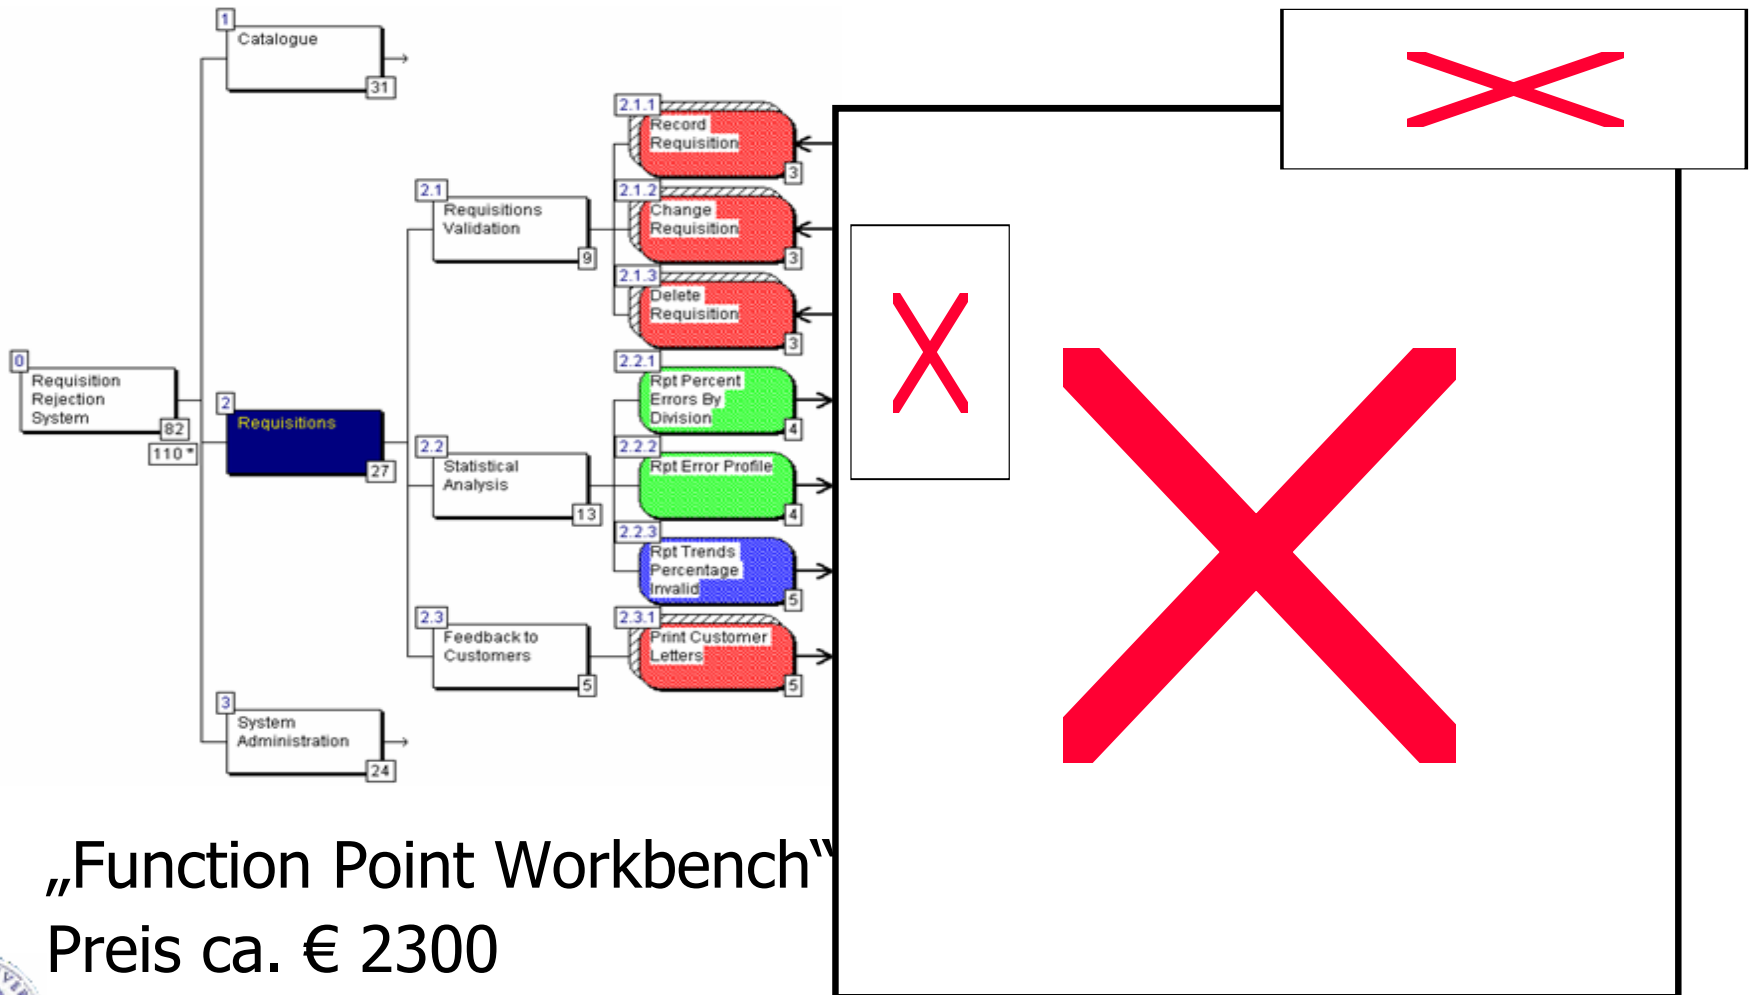 1
Catalogue
31
2.1.1
Record
Requisition
3
2.1
Requisitions
Validation
9
2.1.2
Change
Requisition
3
2.1.3
Delete
Requisition
3
0
Requisition
Rejection
System
82
110 *
2
Requisitions
27
2.2
Statistical
Analysis
13
2.2.1
Rpt Percent
Errors By
Division
4
2.2.2
Rpt Error Profile
4
2.2.3
Rpt Trends
Percentage
Invalid
5
2.3
Feedback to
Customers
5
2.3.1
Print Customer
Letters
5
3
System
Administration
24
„Function Point Workbench“
Preis ca. € 2300